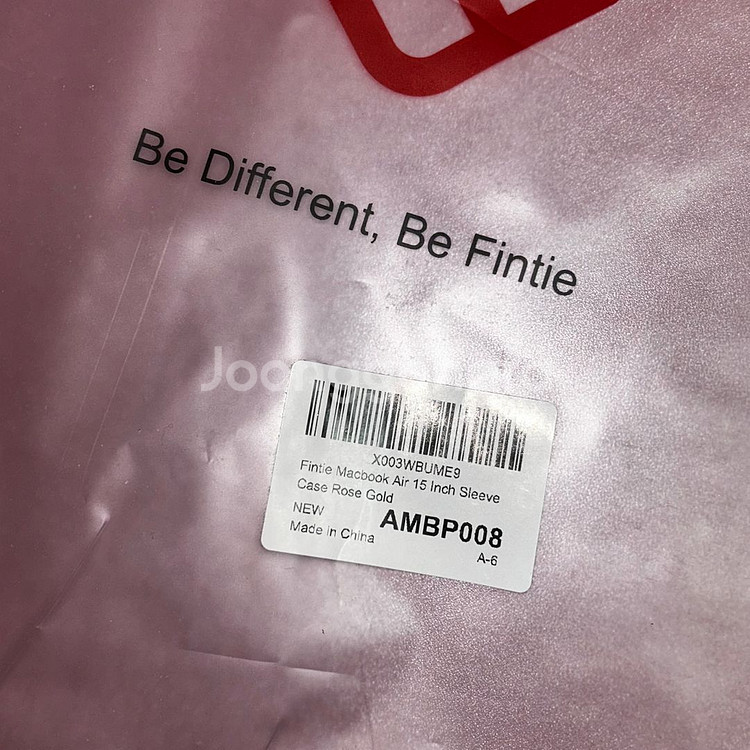 Be Different, Be Fintie
X003WBUME9
Fintie Macbook Air 15 Inch Sleeve
Case Rose Gold
NEW
AMBP008
Made in China
A-6